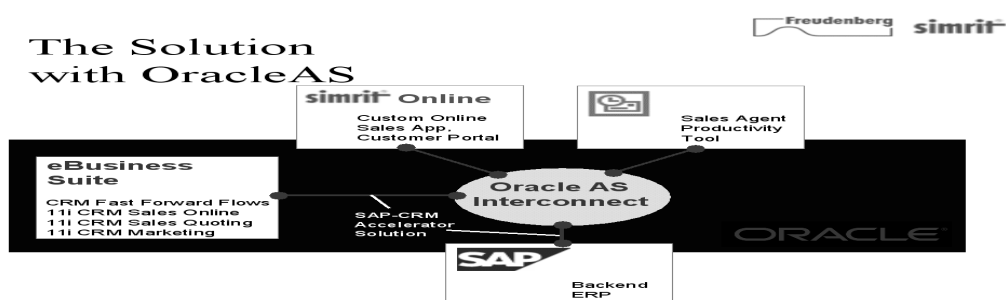 Freudenberg
simrit
The Solution
with OracleAS
simrit Online
Custom Online
Sales App,
Customer Portal
Sales Agent
Productivity
Tool
eBusiness
Suite
CRM Fast Forward Flows
11i CRM Sales Online
11i CRM Sales Quoting
11i CRM Marketing
Oracle AS
Interconnect
SAP-CRM
Accelerator
Solution
ORACLE
SAP
Backend
ERP